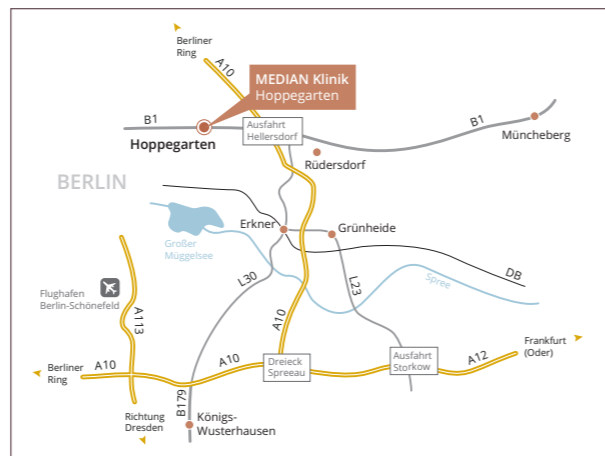 Berliner
Ring
A10
MEDIAN Klinik
Hoppegarten
B1
B1
Hoppegarten
Ausfahrt
Hellersdorf
Müncheberg
Rüdersdorf
BERLIN
Erkner
Grünheide
Großer
Müggelsee
L30
L23
DB
Spree
Flughafen
Berlin-Schönefeld
A113
A10
Frankfurt
(Oder)
Berliner
Ring
A10
A10
Dreieck
Spreeau
Ausfahrt
Storkow
A12
B179
Richtung
Dresden
Königs-
Wusterhausen